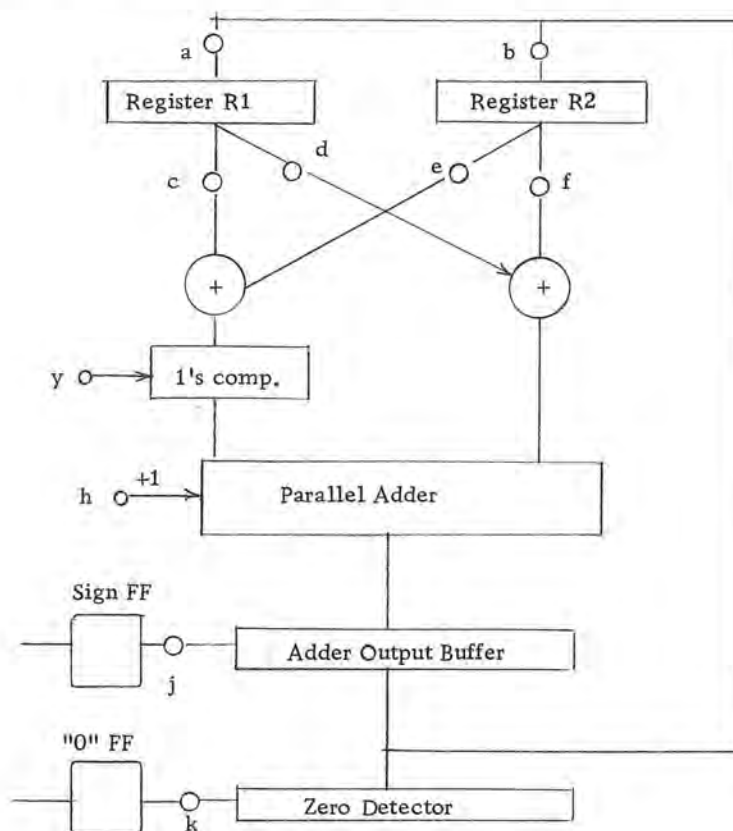 a
b
Register R1
Register R2
d
e
c
f
+
+
y
1's comp.
+1
h
Parallel Adder
Sign FF
Adder Output Buffer
j
"0" FF
Zero Detector
k